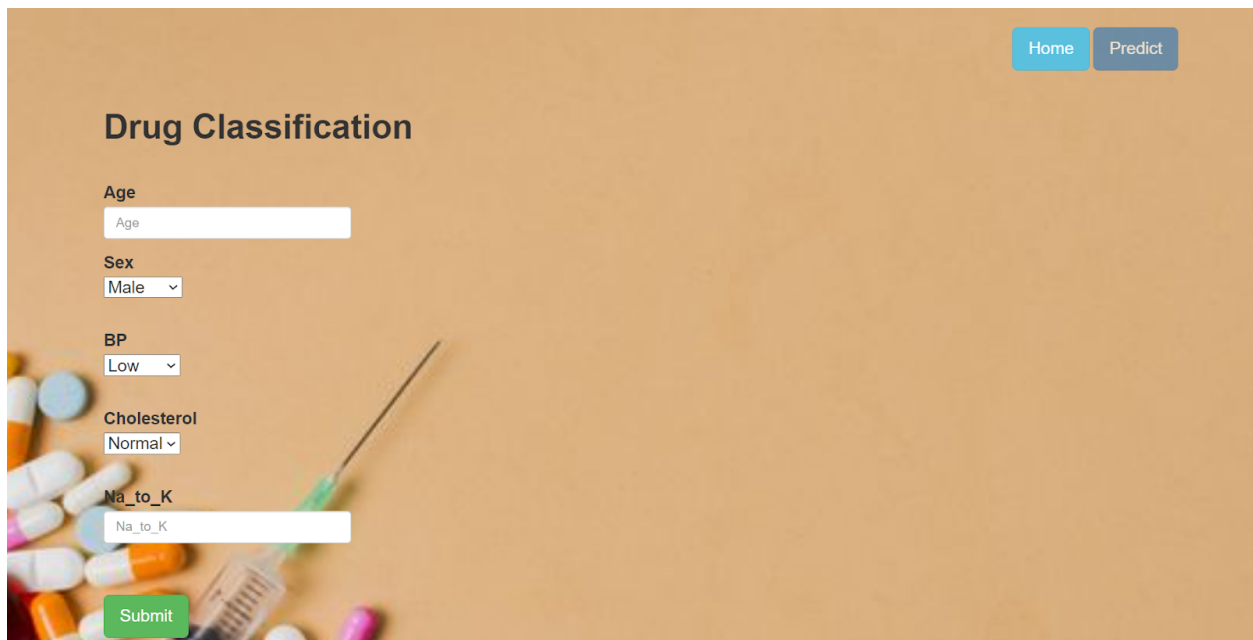 Home Predict
Drug Classification
Age
Age
Sex
Male
BP
Low
Cholesterol
Normal
Na_to_K
Na_to_K
Submit